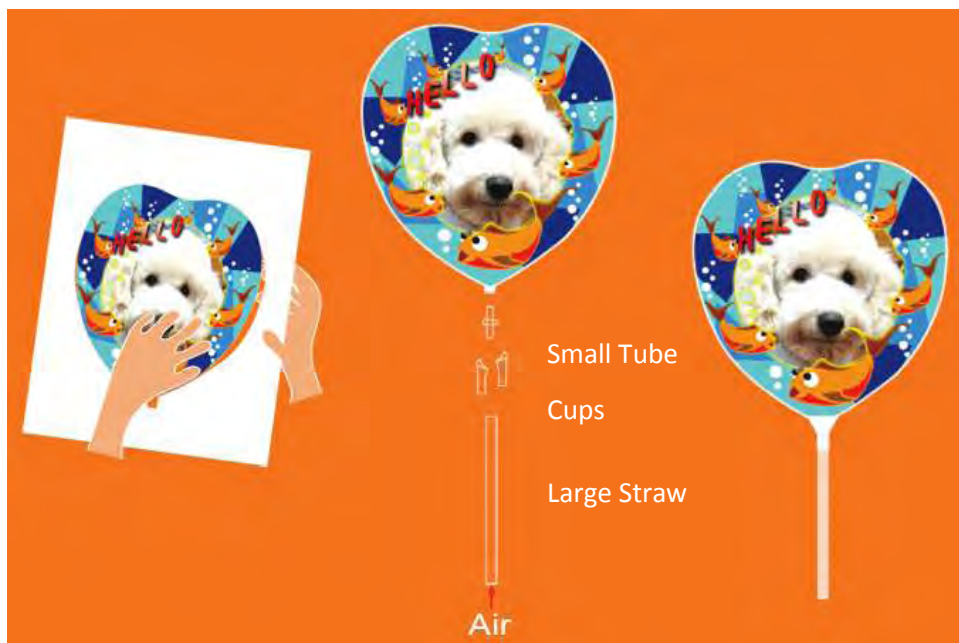 HELLO
HELLO
HELLO
Small Tube
Cups
Large Straw
Air